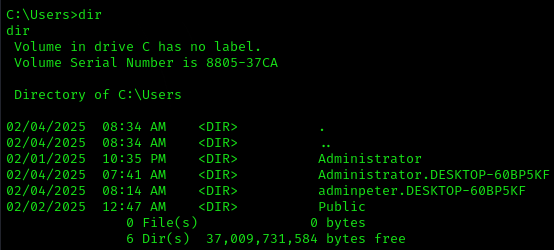 C:\Users>dir
dir
 Volume in drive C has no label.
 Volume Serial Number is 8805-37CA

 Directory of C:\Users

02/04/2025  08:34 AM    <DIR>          .
02/04/2025  08:34 AM    <DIR>          ..
02/01/2025  10:35 PM    <DIR>          Administrator
02/04/2025  07:41 AM    <DIR>          Administrator.DESKTOP-60BP5KF
02/04/2025  08:14 AM    <DIR>          adminpeter.DESKTOP-60BP5KF
02/02/2025  12:47 AM    <DIR>          Public
               0 File(s)              0 bytes
               6 Dir(s)  37,009,731,584 bytes free